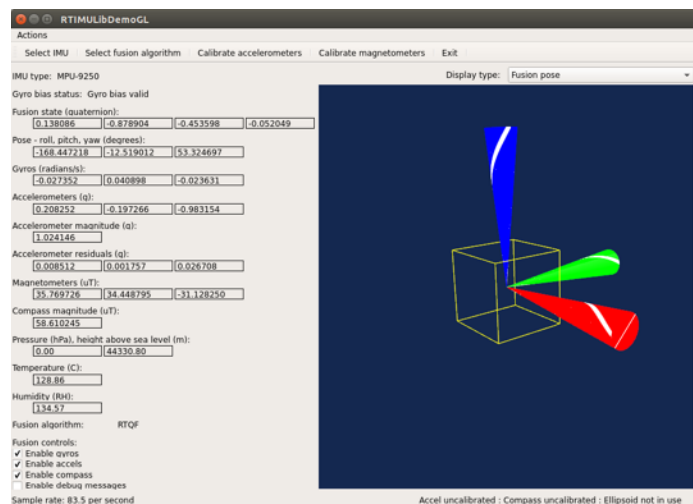 RTIMULibDemoGL
Actions
Select IMU Select fusion algorithm Calibrate accelerometers Calibrate magnetometers Exit
IMU type: MPU-9250
Display type: Fusion pose
Gyro bias status: Gyro bias valid
Fusion state (quaternion):
0.138086 -0.878904 -0.453598 -0.052049
Pose - roll, pitch, yaw (degrees):
-168.447218 -12.519012 53.324697
Gyros (radians/s):
-0.027352 0.040898 -0.023631
Accelerometers (g):
0.208252 -0.197266 -0.983154
Accelerometer magnitude (g):
1.024146
Accelerometer residuals (g):
0.008512 0.001757 0.026708
Magnetometers (uT):
35.769726 34.448795 -31.128250
Compass magnitude (uT):
58.610245
Pressure (hPa), height above sea level (m):
0.00 44330.80
Temperature (C):
128.86
Humidity (RH):
134.57
Fusion algorithm: RTQF
Fusion controls:
Enable gyros
Enable accels
Enable compass
Enable debug messages
Sample rate: 83.5 per second
Accel uncalibrated : Compass uncalibrated : Ellipsoid not in use